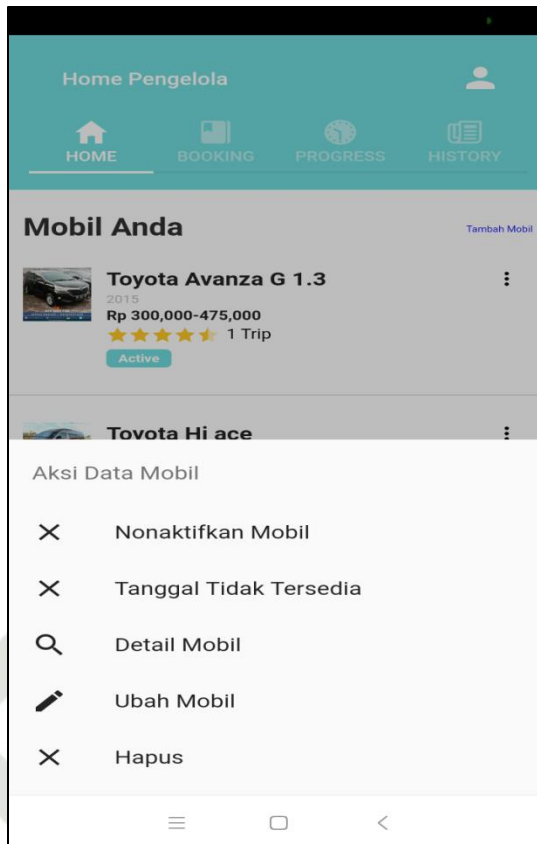 Home Pengelola
HOME
BOOKING
PROGRESS
HISTORY
Mobil Anda
Tambah Mobil
Toyota Avanza G 1.3
2015
Rp 300,000-475,000
1 Trip
Active
Toyota Hi ace
Aksi Data Mobil
Nonaktifkan Mobil
Tanggal Tidak Tersedia
Detail Mobil
Ubah Mobil
Hapus